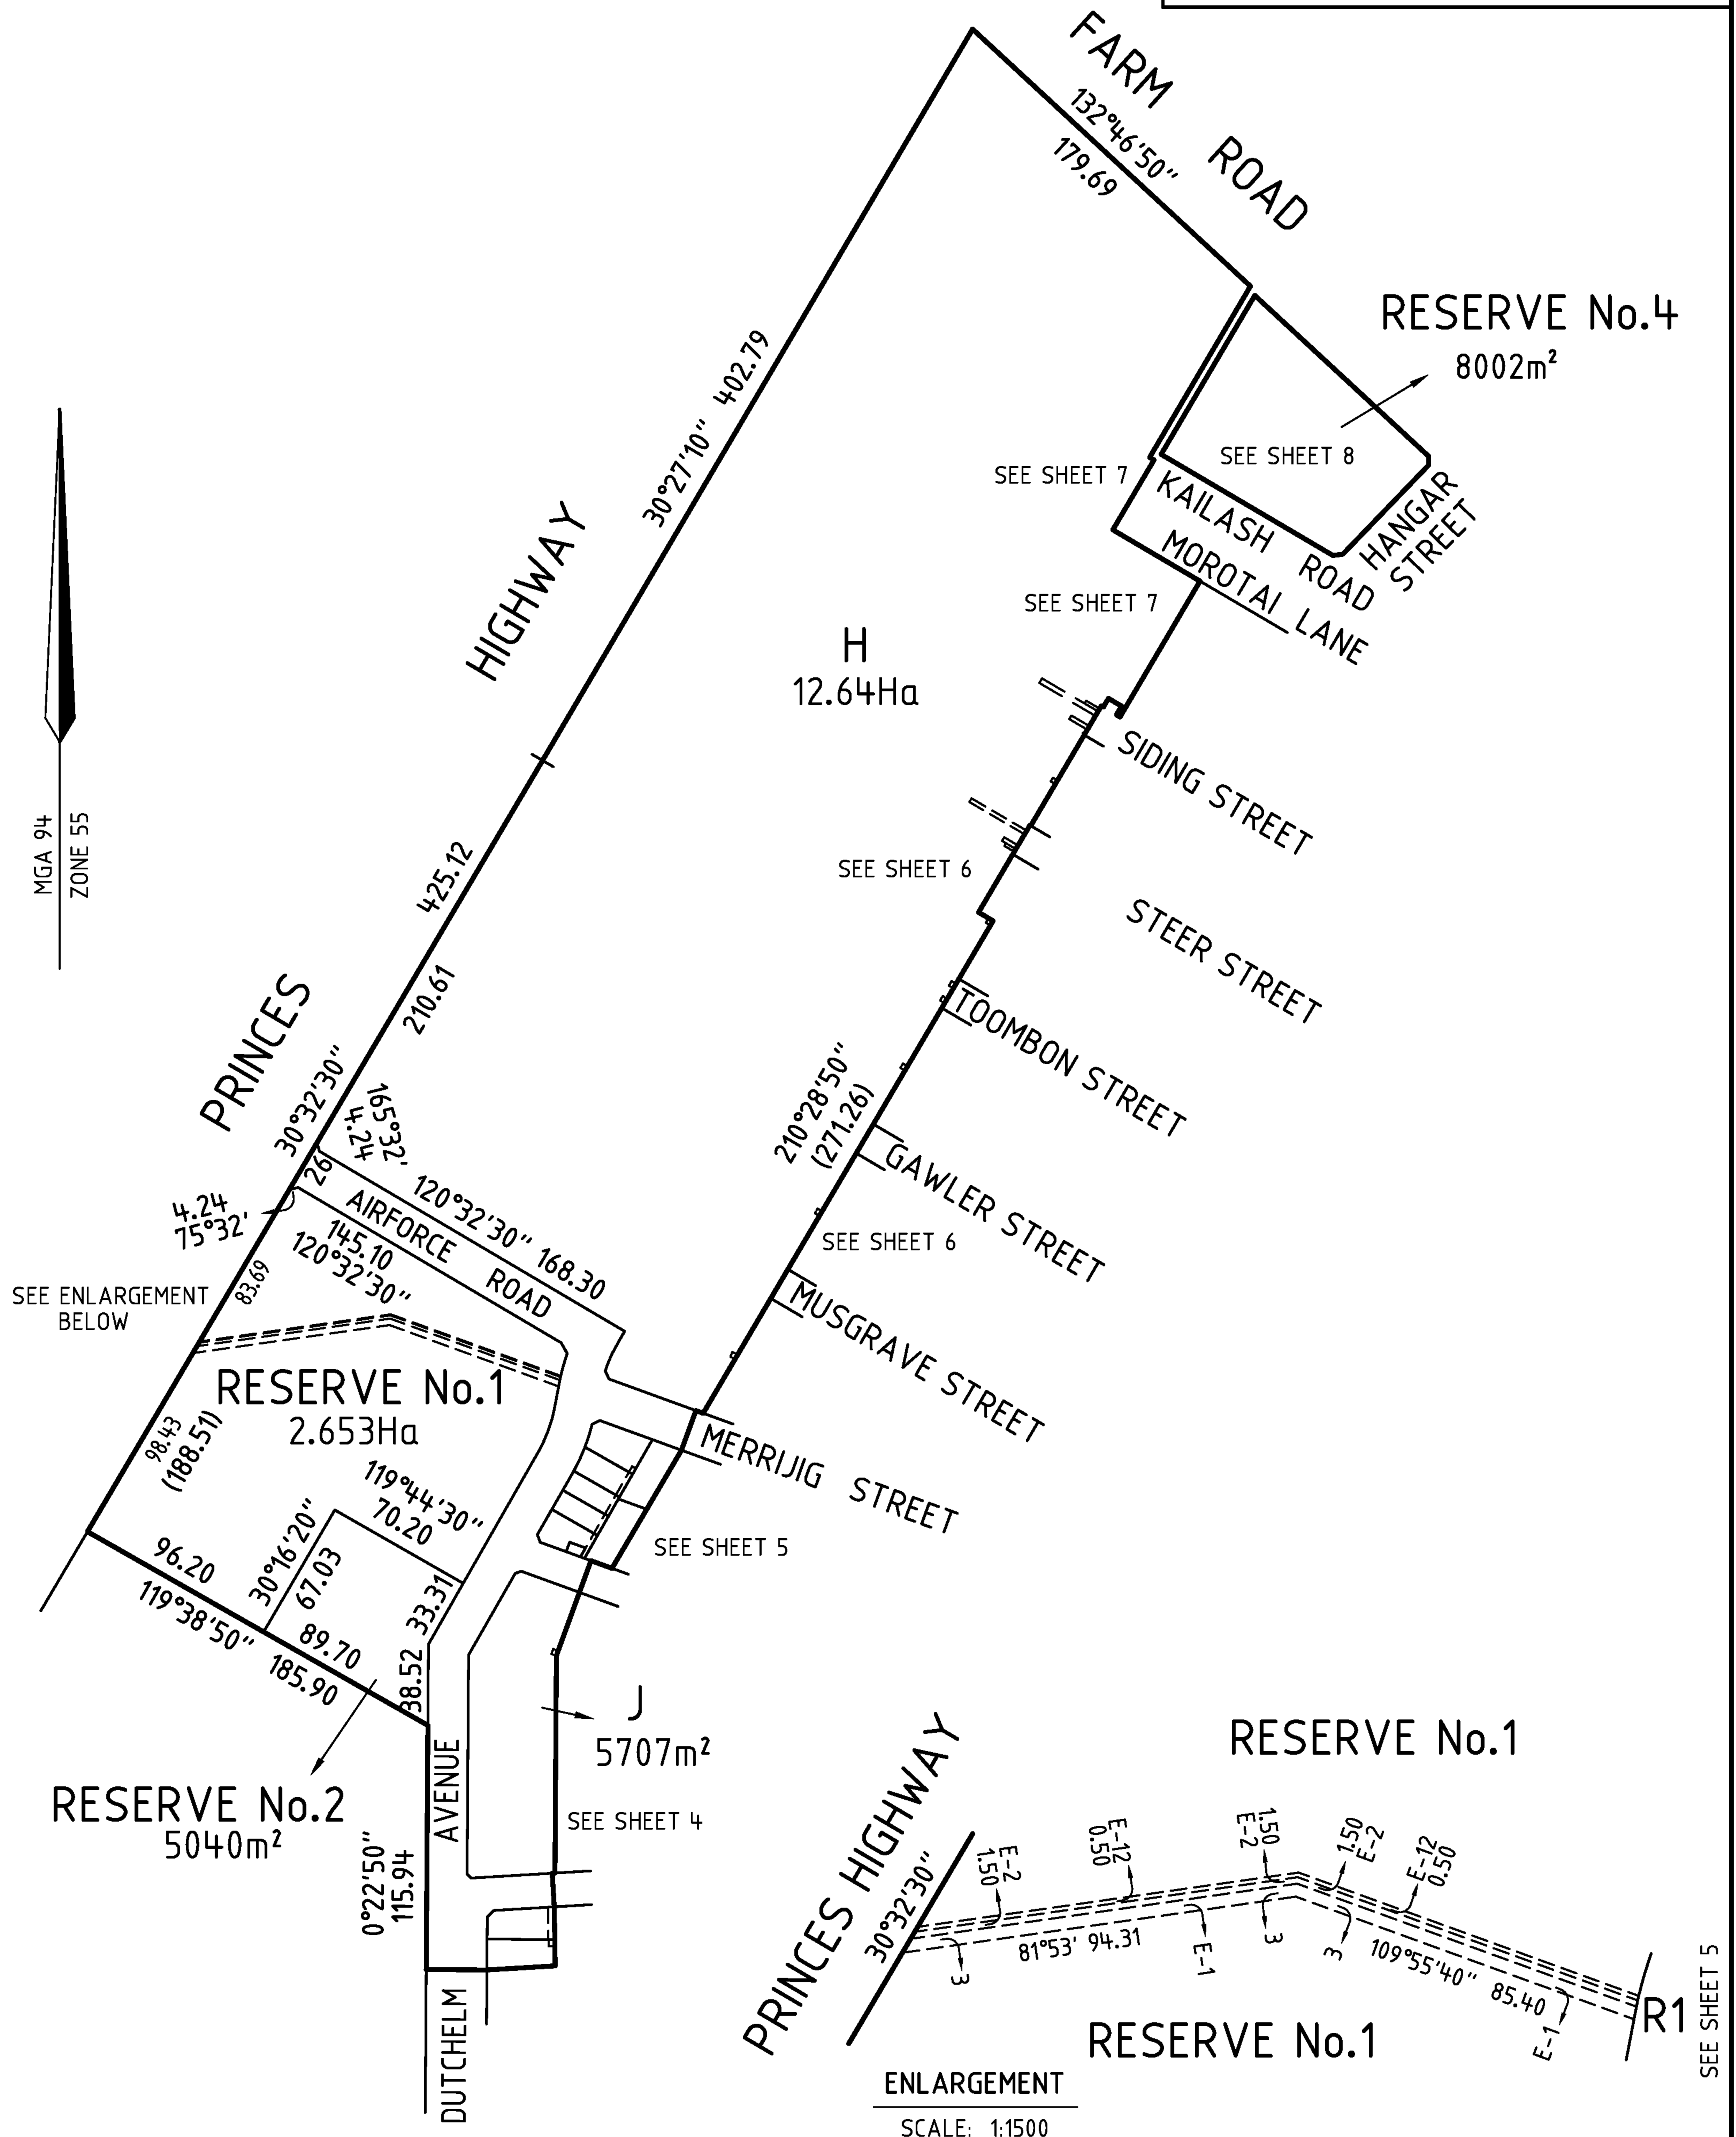 FARM ROAD
132°46'50"
179.69
RESERVE No.4
8002m²
SEE SHEET 8
SEE SHEET 7
KAILASH ROAD
HANGAR
STREET
MOROTAI LANE
SEE SHEET 7
30°27'10" 402.79
PRINCES HIGHWAY
H
12.64Ha
MGA 94
ZONE 55
SIDING STREET
SEE SHEET 6
425.12
STEER STREET
210.61
TOOMBON STREET
30°32'30"
165°32'
4.24
210°28'50"
(271.26)
26
GAWLER STREET
4.24
75°32'
AIRFORCE ROAD
120°32'30" 168.30
145.10
120°32'30"
SEE SHEET 6
83.69
SEE ENLARGEMENT
BELOW
MUSGRAVE STREET
RESERVE No.1
2.653Ha
98.43
(188.51)
MERRIJIG STREET
119°44'30"
70.20
30°16'20"
67.03
SEE SHEET 5
96.20
119°38'50" 185.90
89.70
33.31
38.52
J
5707m²
RESERVE No.2
5040m²
SEE SHEET 4
0°22'50"
115.94
DUTCHELM AVENUE
RESERVE No.1
PRINCES HIGHWAY
30°32'30"
E-2
1.50
E-12
0.50
1.50
E-2
1.50
E-2
E-12
0.50
3
81°53' 94.31
E-1
3
3
109°55'40" 85.40
E-1
R1
SEE SHEET 5
RESERVE No.1
ENLARGEMENT
SCALE: 1:1500